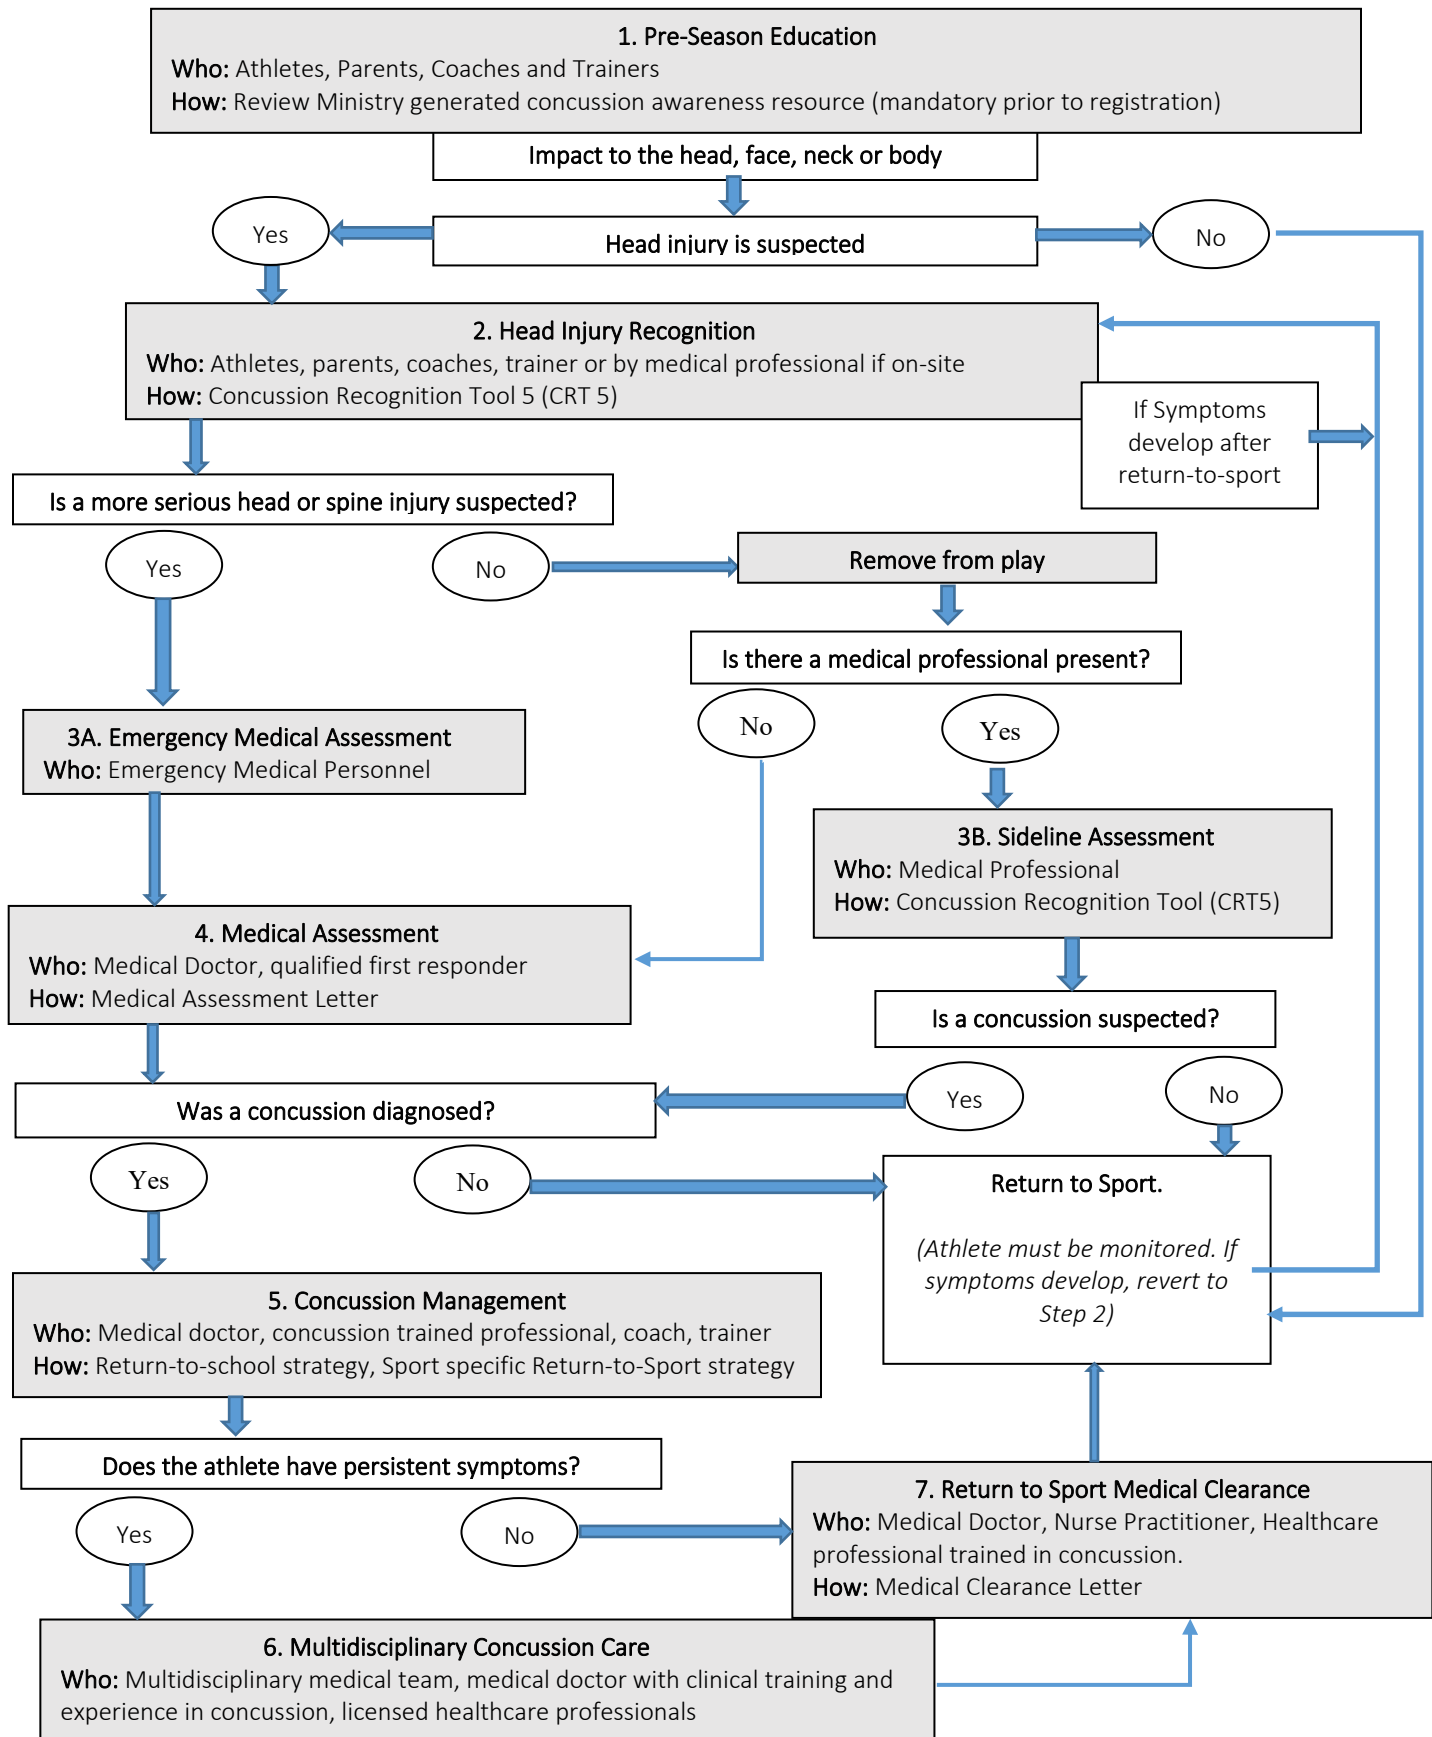 1. Pre-Season Education
Who: Athletes, Parents, Coaches and Trainers
How: Review Ministry generated concussion awareness resource (mandatory prior to registration)
Impact to the head, face, neck or body
Yes
Head injury is suspected
No
2. Head Injury Recognition
Who: Athletes, parents, coaches, trainer or by medical professional if on-site
How: Concussion Recognition Tool 5 (CRT 5)
If Symptoms
develop after
return-to-sport
Is a more serious head or spine injury suspected?
Yes
No
Remove from play
Is there a medical professional present?
No
Yes
3A. Emergency Medical Assessment
Who: Emergency Medical Personnel
3B. Sideline Assessment
Who: Medical Professional
How: Concussion Recognition Tool (CRT5)
4. Medical Assessment
Who: Medical Doctor, qualified first responder
How: Medical Assessment Letter
Is a concussion suspected?
Yes
No
Was a concussion diagnosed?
Yes
No
Return to Sport.
(Athlete must be monitored. If
symptoms develop, revert to
Step 2)
5. Concussion Management
Who: Medical doctor, concussion trained professional, coach, trainer
How: Return-to-school strategy, Sport specific Return-to-Sport strategy
Does the athlete have persistent symptoms?
Yes
No
7. Return to Sport Medical Clearance
Who: Medical Doctor, Nurse Practitioner, Healthcare
professional trained in concussion.
How: Medical Clearance Letter
6. Multidisciplinary Concussion Care
Who: Multidisciplinary medical team, medical doctor with clinical training and
experience in concussion, licensed healthcare professionals